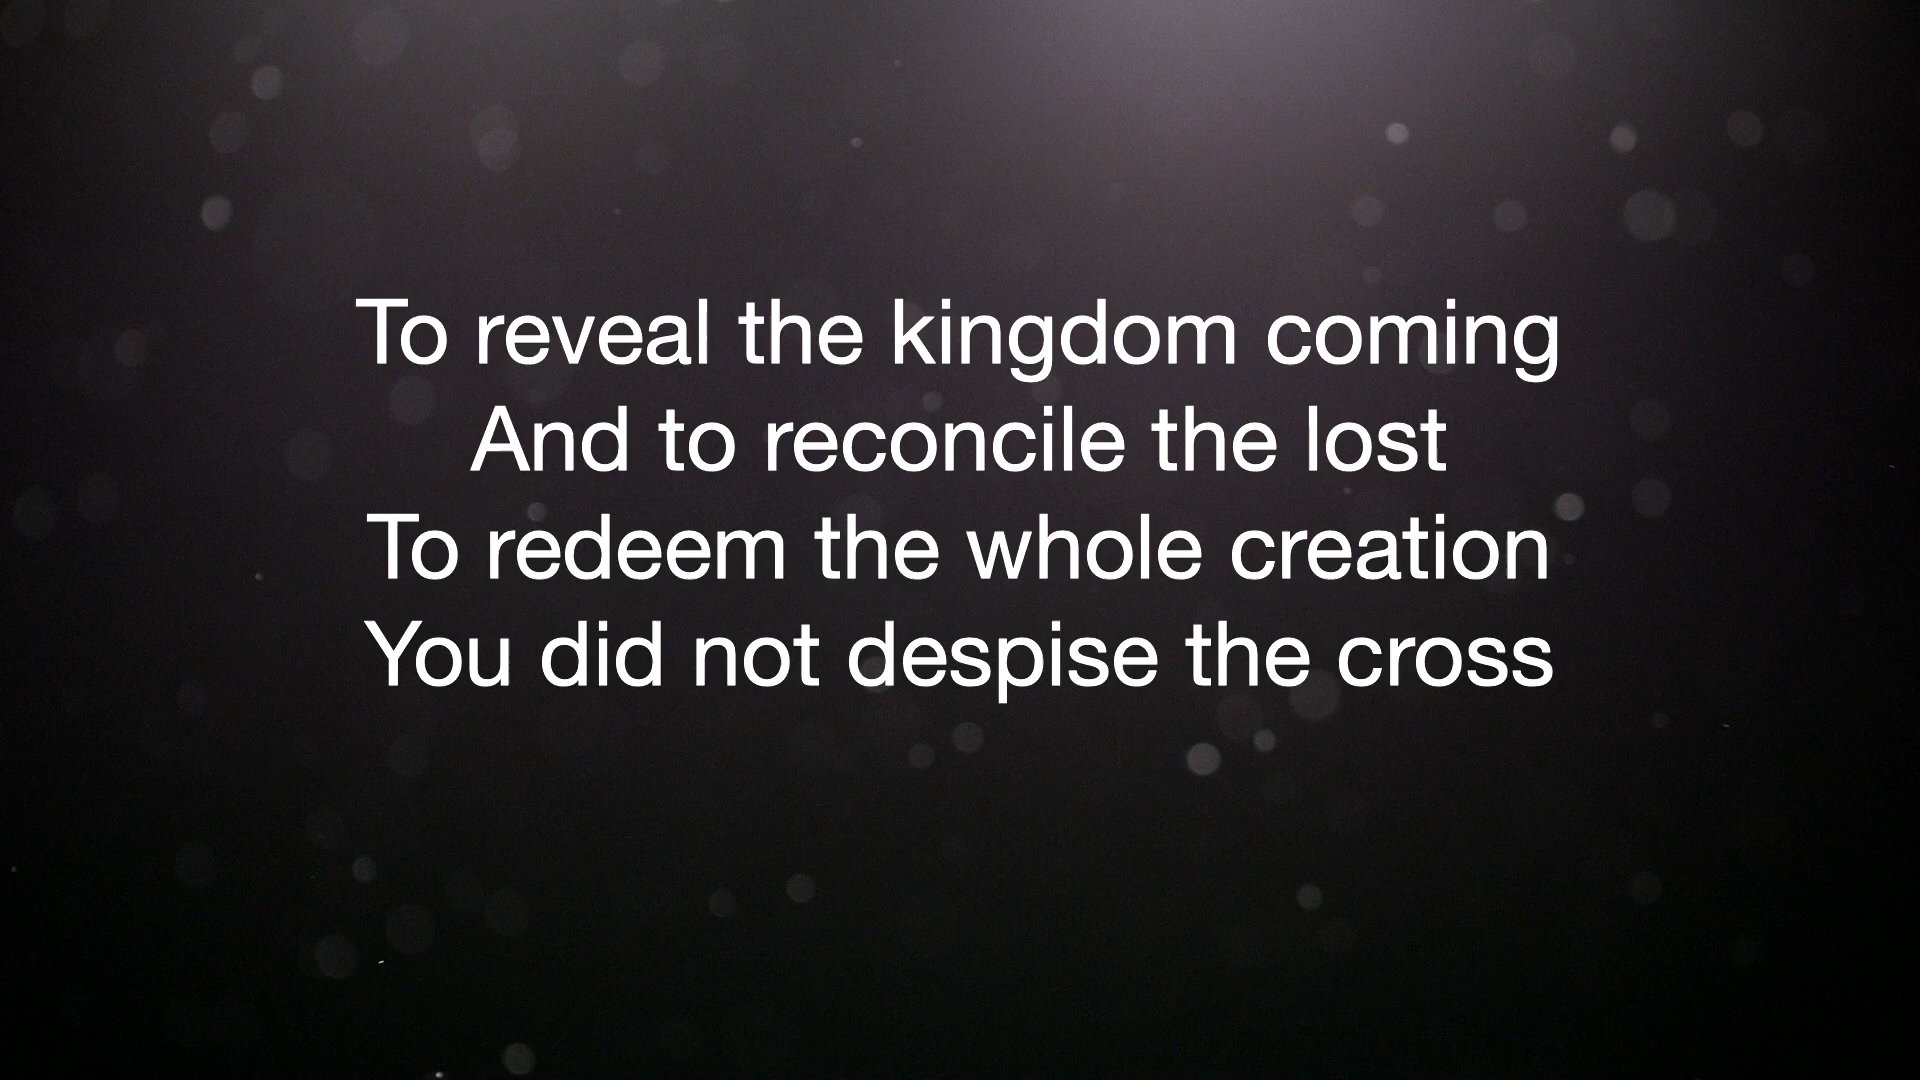 To reveal the kingdom coming
And to reconcile the lost
To redeem the whole creation
You did not despise the cross